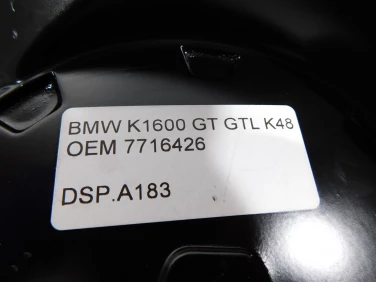 BMW K1600 GT GTL K48
OEM 7716426
DSP.A183